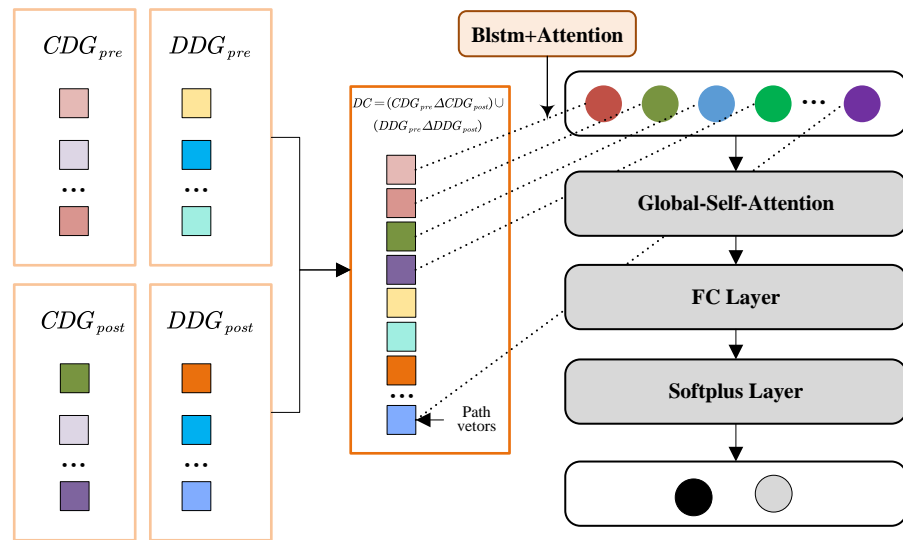 CDG_pre
DDG_pre
CDG_post
DDG_post
DC=(CDG_pre ΔCDG_post)∪
(DDG_pre ΔDDG_post)
Path
vetors
Blstm+Attention
Global-Self-Attention
FC Layer
Softplus Layer